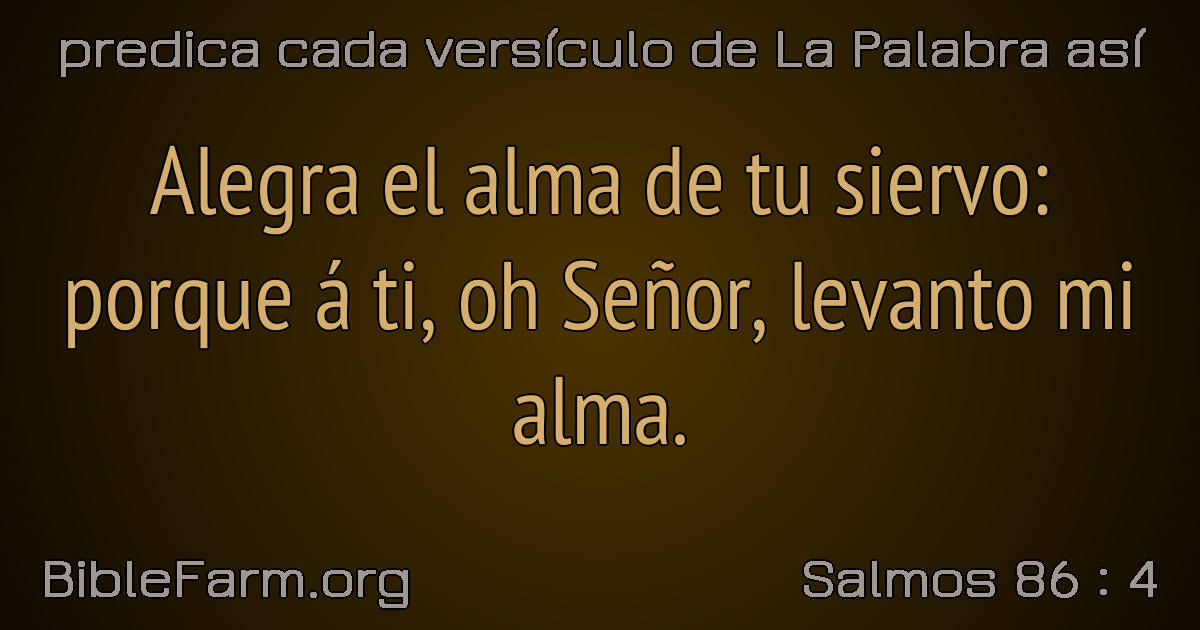 predica cada versículo de La Palabra así
Alegra el alma de tu siervo:
porque á ti, oh Señor, levanto mi
alma.
BibleFarm.org
Salmos 86 : 4